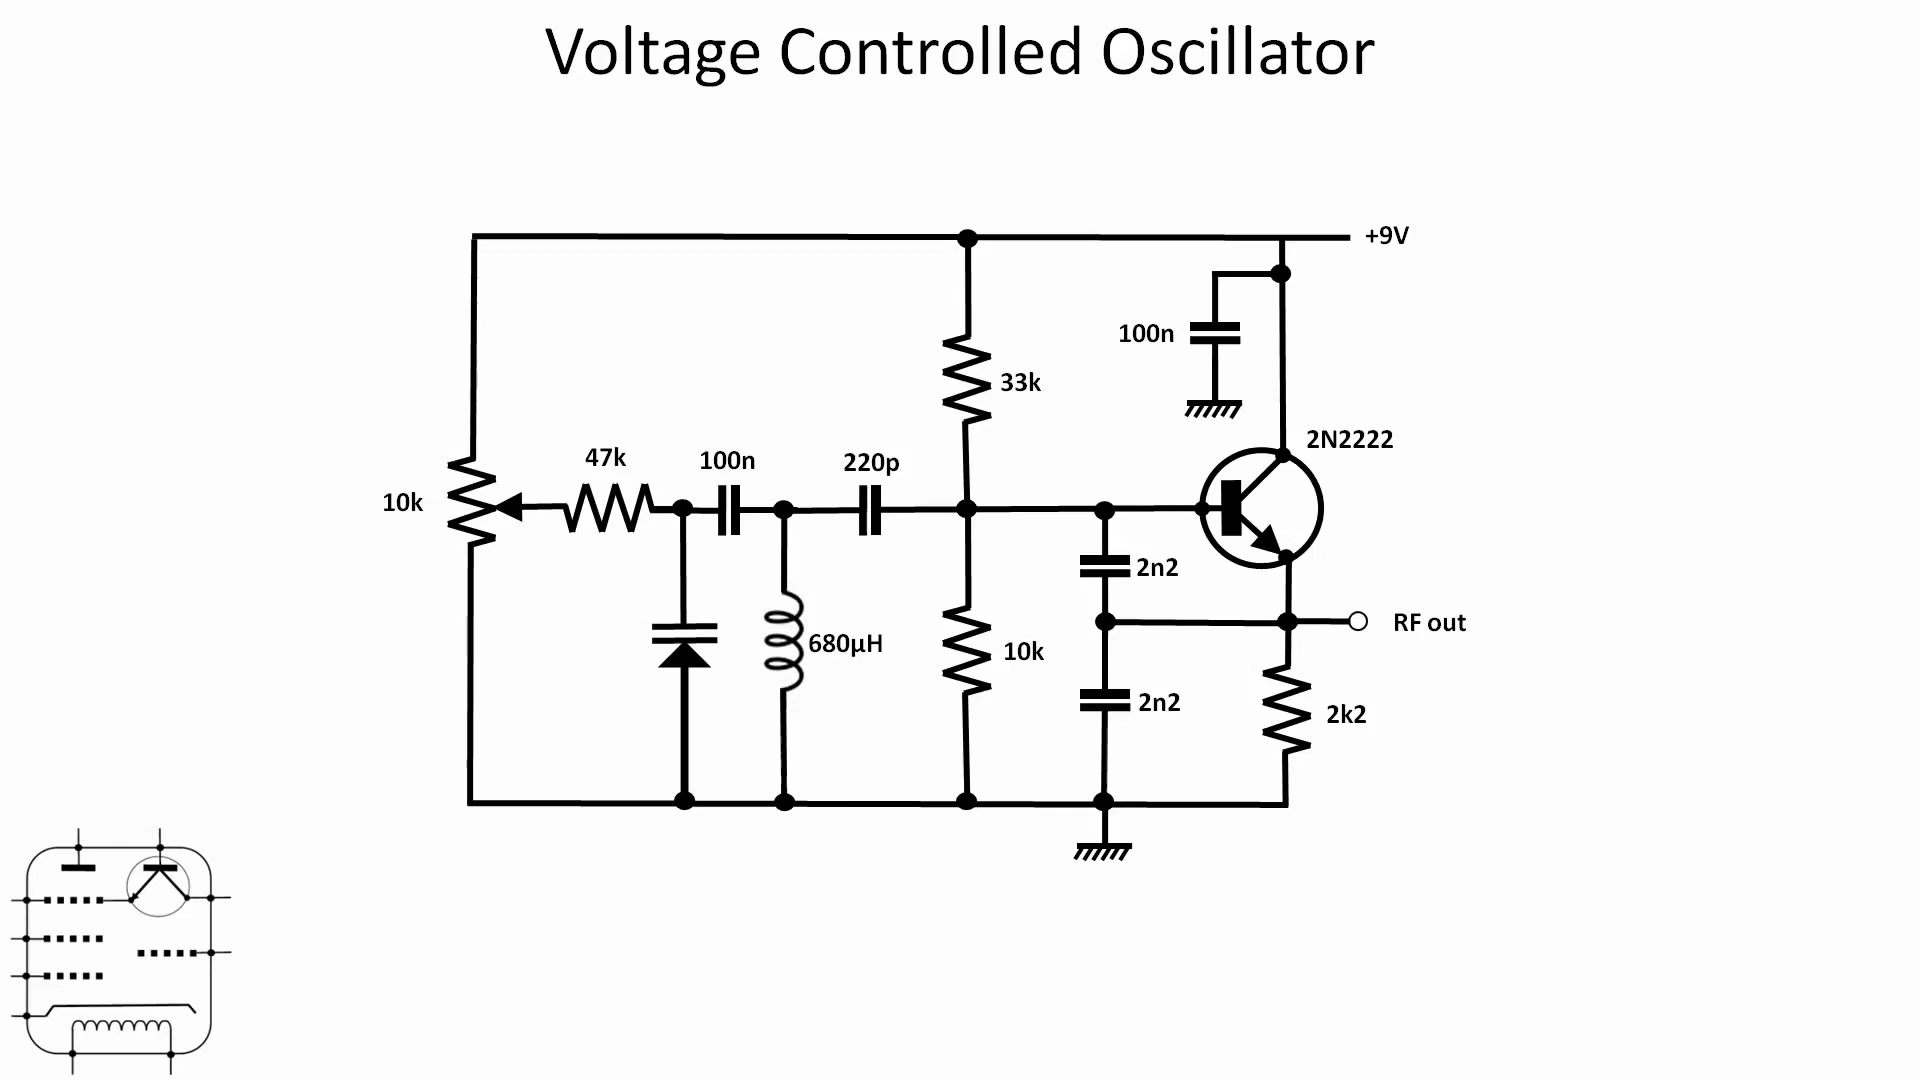 Voltage Controlled Oscillator
+9V
100n
33k
2N2222
47k
100n
220p
10k
2n2
RF out
680µH
10k
2n2
2k2